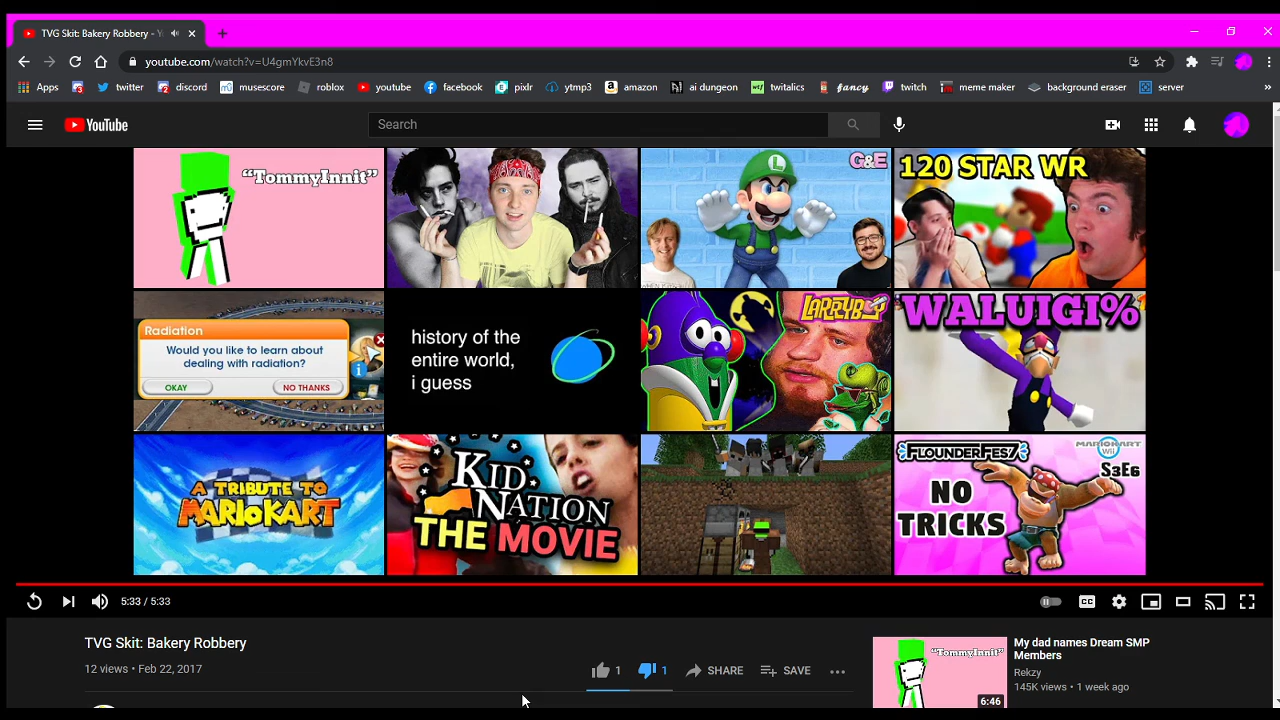 TVG Skit: Bakery Robbery - Y
youtube.com/watch?v=U4gmYkvE3n8
Apps
twitter
discord
musescore
roblox
youtube
facebook
pixlr
ytmp3
amazon
ai dungeon
twitalics
fancy
twitch
meme maker
background eraser
server
YouTube
Search
"TommyInnit"
G&E
120 STAR WR
Radiation
Would you like to learn about
dealing with radiation?
OKAY
NO THANKS
history of the
entire world,
i guess
LARRYBOY
WALUIGI%
A TRIBUTE TO
MARIOKART
KID
NATION
THE MOVIE
FLOUNDERFES7
MARIOKART
Wii
S3E6
NO
TRICKS
5:33 / 5:33
CC
TVG Skit: Bakery Robbery
12 views • Feb 22, 2017
1
1
SHARE
SAVE
"TommyInnit"
6:46
My dad names Dream SMP
Members
Rekzy
145K views • 1 week ago